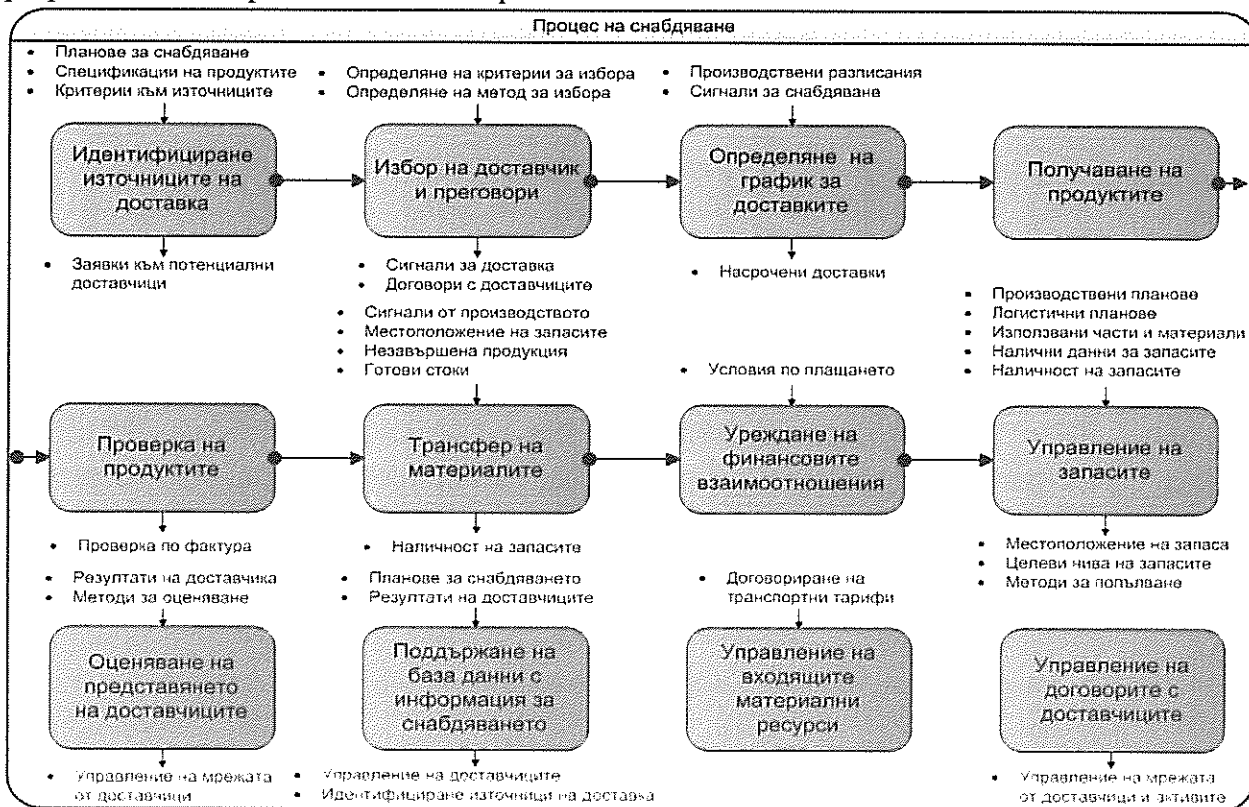 Процес на снабдяване
• Планове за снабдяване
• Спецификации на продуктите
• Критерии към източниците
• Определяне на критерии за избора
• Определяне на метод за избора
• Производствени разписания
• Сигнали за снабдяване
Идентифициране
източниците на
доставка
Избор на доставчик
и преговори
Определяне на
график за
доставките
Получаване на
продуктите
• Заявки към потенциални
доставчици
• Сигнали за доставка
• Договори с доставчиците
• Насрочени доставки
• Сигнали от производството
• Местоположение на запасите
• Незавършена продукция
• Готови стоки
• Условия по плащането
• Производствени планове
• Логистични планове
• Използвани части и материали
• Налични данни за запасите
• Наличност на запасите
Проверка на
продуктите
Трансфер на
материалите
Уреждане на
финансовите
взаимоотношения
Управление на
запасите
• Проверка по фактура
• Наличност на запасите
• Местоположение на запаса
• Целеви нива на запасите
• Методи за попълване
• Резултати на доставчика
• Методи за оценяване
• Планове за снабдяването
• Резултати на доставчиците
• Договориране на
транспортни тарифи
Оценяване на
представянето
на доставчиците
Поддържане на
база данни с
информация за
снабдяването
Управление на
входящите
материални
ресурси
Управление на
договорите с
доставчиците
• Управление на мрежата
от доставчици
• Управление на доставчиците
• Идентифициране източници на доставка
• Управление на мрежата
от доставчици и активите